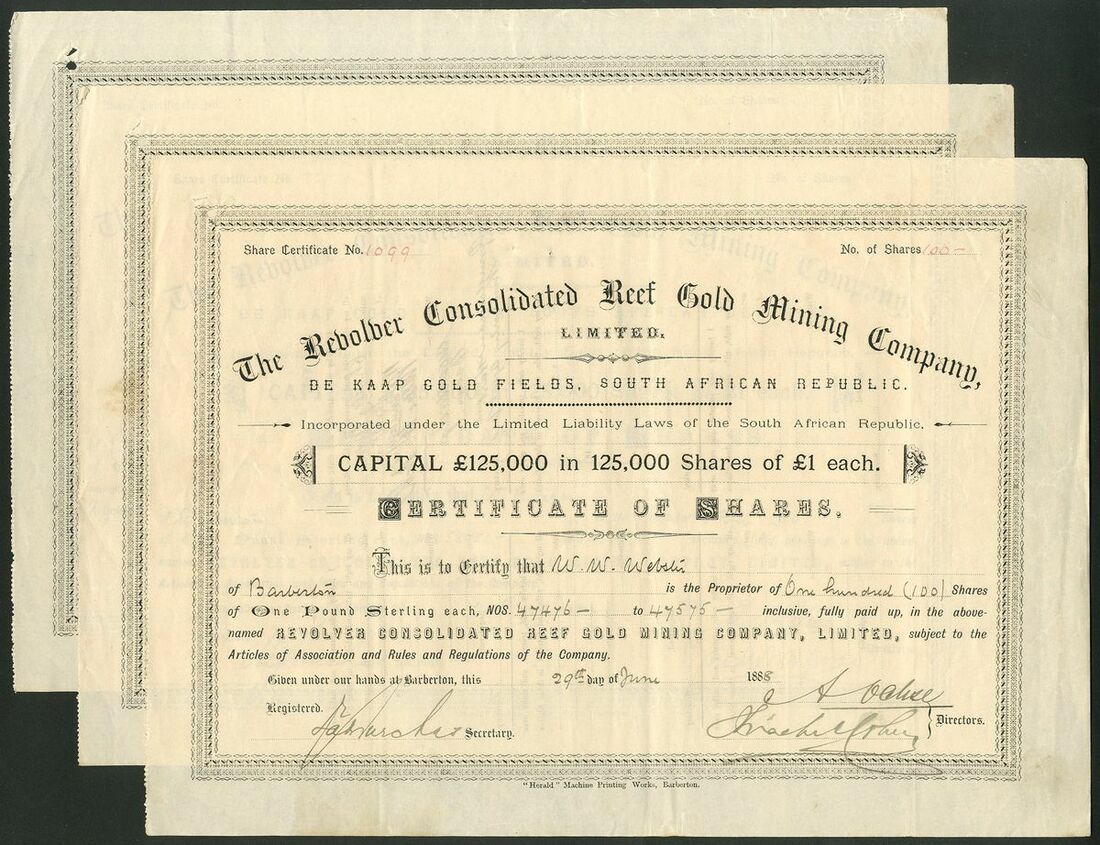 Share Certificate No. 1099 No. of Shares 100-
The Revolver Consolidated Reef Gold Mining Company,
LIMITED.
DE KAAP GOLD FIELDS, SOUTH AFRICAN REPUBLIC.
Incorporated under the Limited Liability Laws of the South African Republic.
CAPITAL £125,000 in 125,000 Shares of £1 each.
CERTIFICATE OF SHARES.
This is to Certify that W. W. Webster
of Barberton is the Proprietor of One hundred (100) Shares
of One Pound Sterling each, NOS. 47476 - to 47575 - inclusive, fully paid up, in the above-
named REVOLVER CONSOLIDATED REEF GOLD MINING COMPANY, LIMITED, subject to the
Articles of Association and Rules and Regulations of the Company.
Given under our hands at Barberton, this 29th day of June 1888
Registered.
Secretary.
Directors.
"Herald" Machine Printing Works, Barberton.